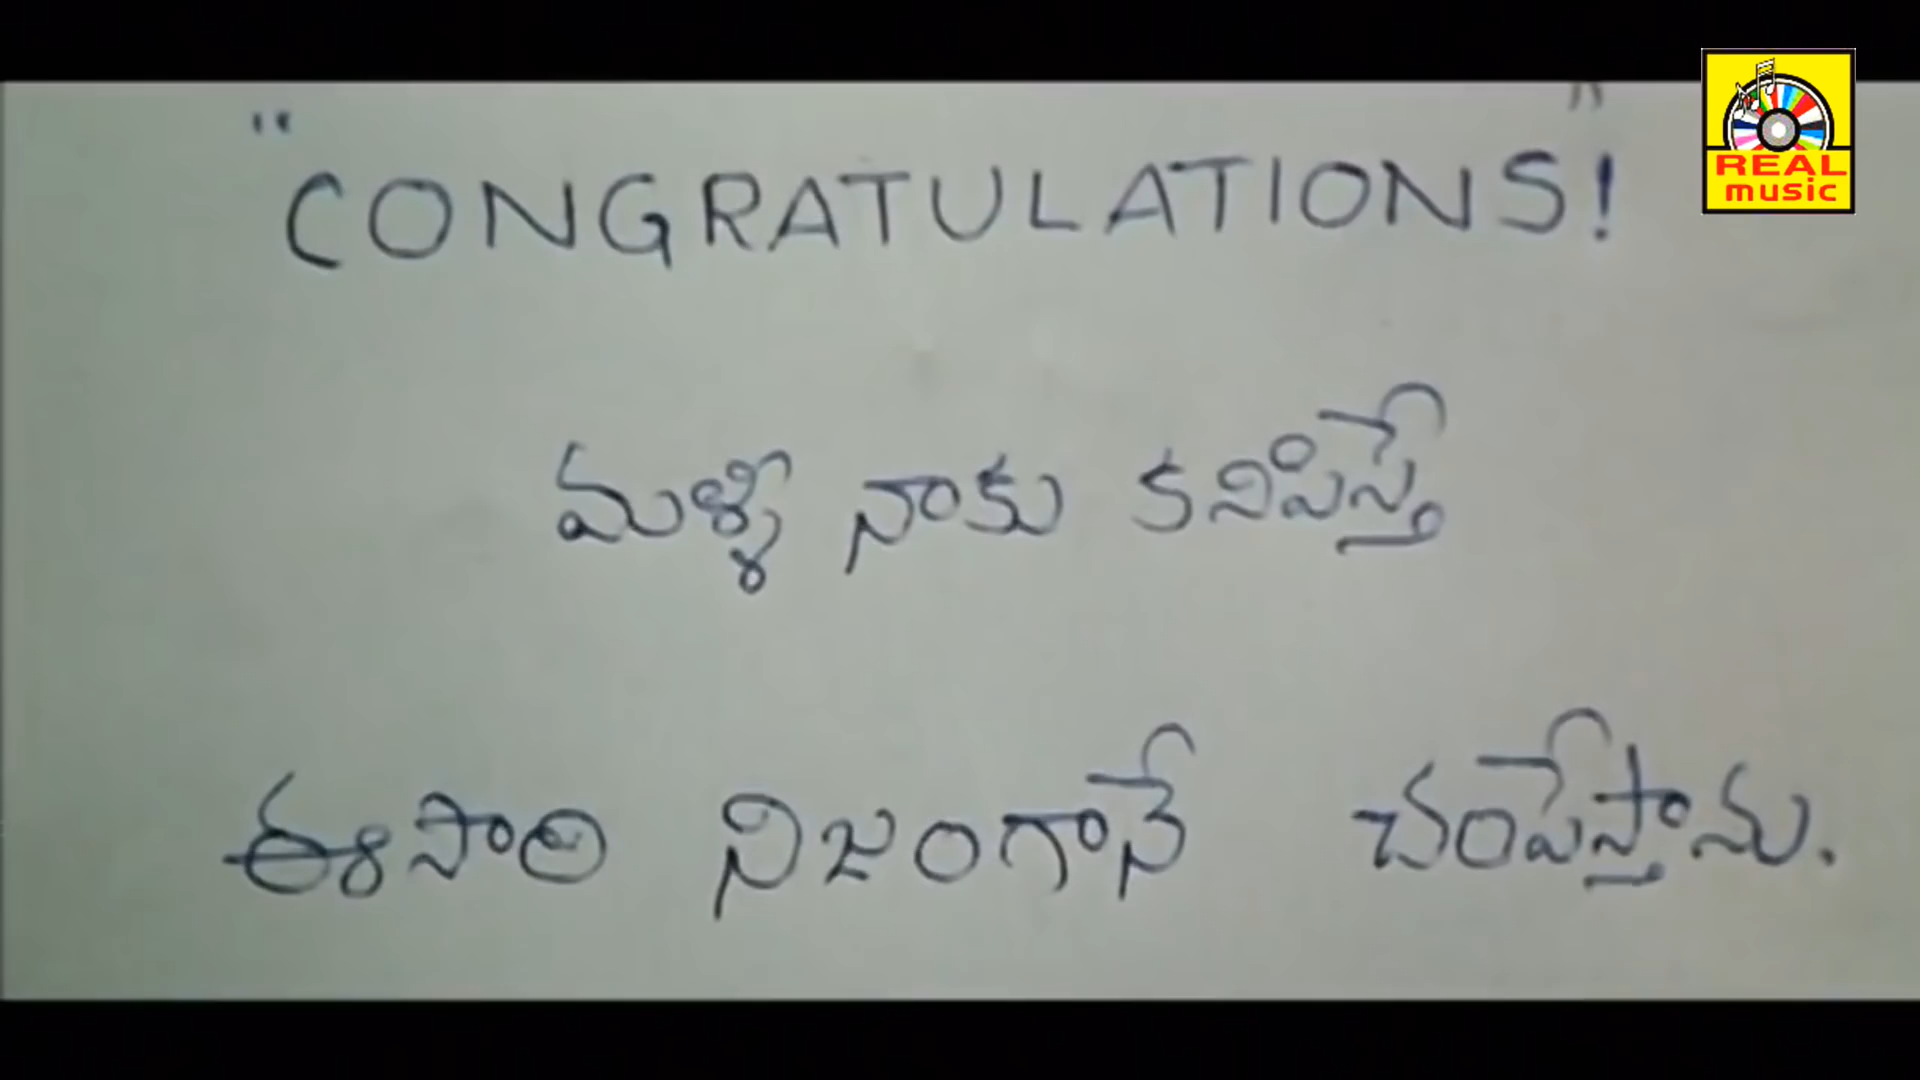 "CONGRATULATIONS!"
మళ్ళి నాకు కనిపిస్తే
ఈసారి నిజంగానే చంపేస్తాను.
REAL
music